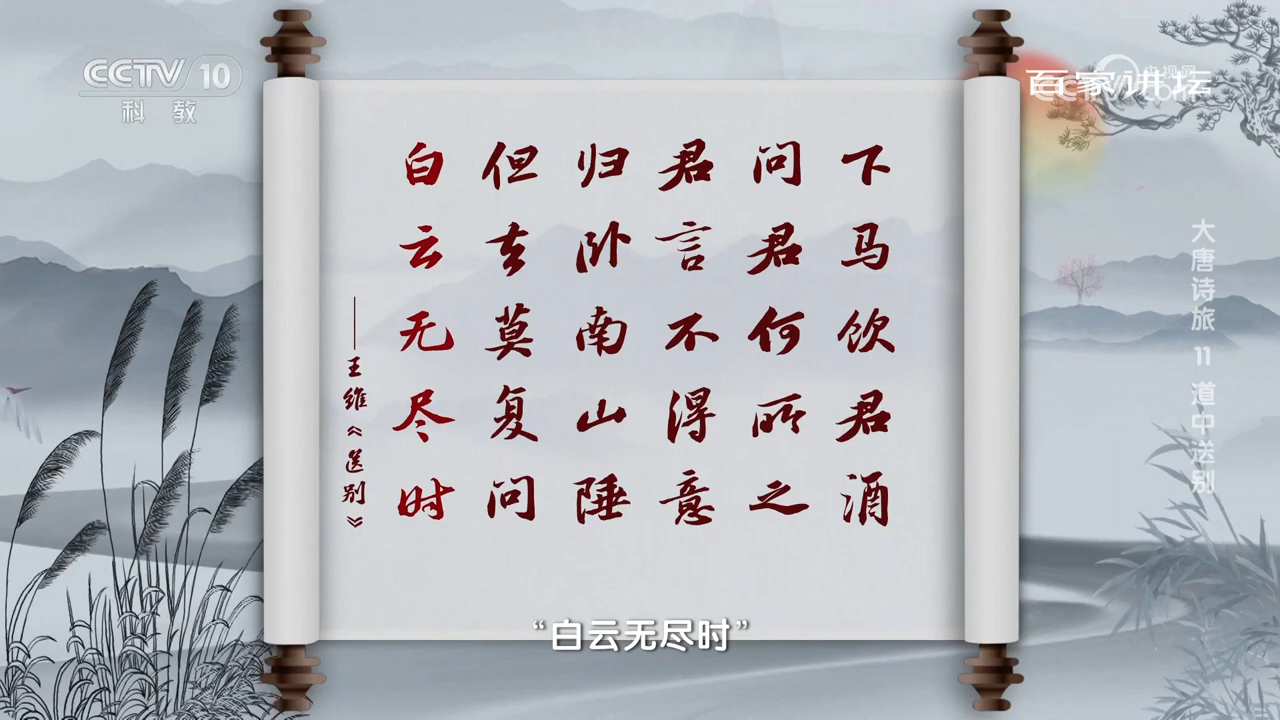 CCTV 10
科教
百家讲坛
大唐诗旅 11 道中送别
下马饮君酒
问君何所之
君言不得意
归卧南山陲
但去莫复问
白云无尽时
——王维《送别》
“白云无尽时”